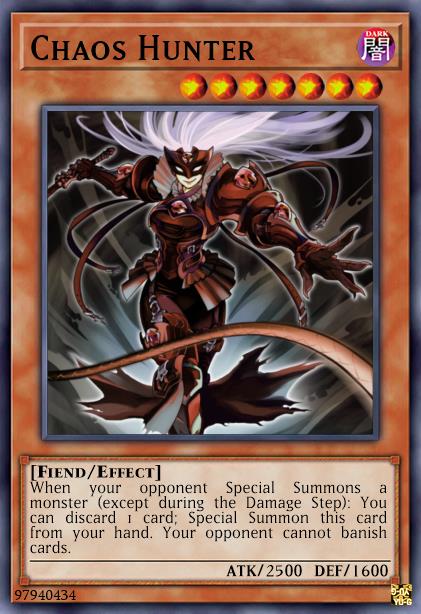 CHAOS HUNTER
DARK
闇
[FIEND/EFFECT]
When your opponent Special Summons a
monster (except during the Damage Step): You
can discard 1 card; Special Summon this card
from your hand. Your opponent cannot banish
cards.
ATK/2500 DEF/1600
97940434